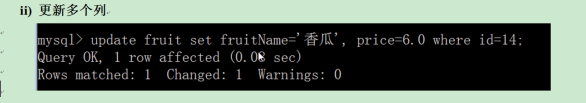 ii) 更新多个列
mysql> update fruit set fruitName='香瓜', price=6.0 where id=14;
Query OK, 1 row affected (0.08 sec)
Rows matched: 1  Changed: 1  Warnings: 0